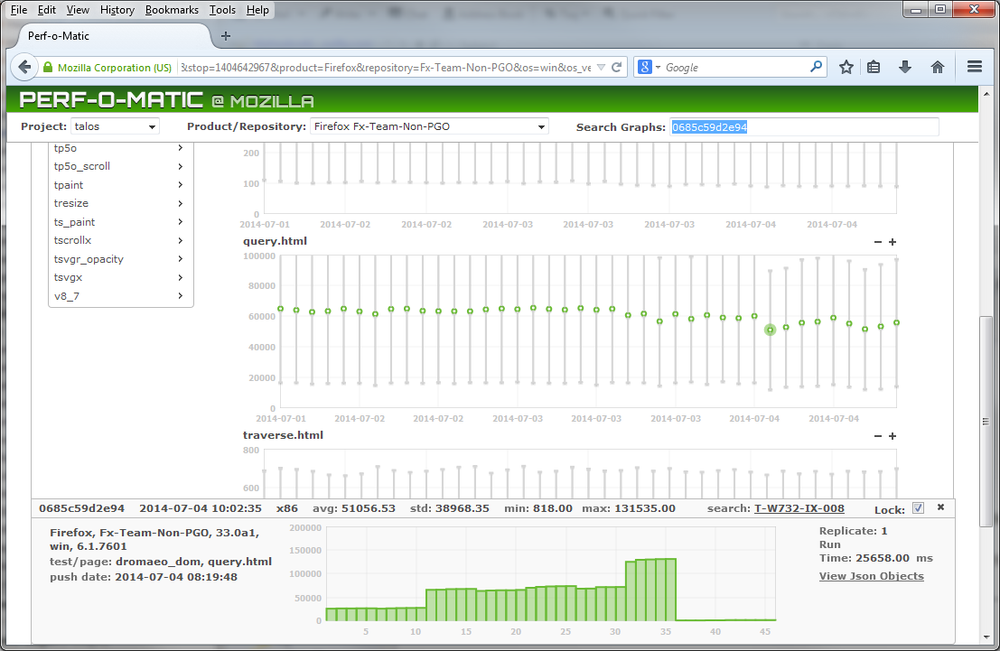 File Edit View History Bookmarks Tools Help
Perf-o-Matic
Mozilla Corporation (US) &stop=1404642967&product=Firefox&repository=Fx-Team-Non-PGO&os=win&os_ve Google
PERF-O-MATIC @ MOZILLA
Project: talos Product/Repository: Firefox Fx-Team-Non-PGO Search Graphs: 0685c59d2e94
tp5o
tp5o_scroll
tpaint
tresize
ts_paint
tscrollx
tsvgr_opacity
tsvgx
v8_7
200
100
0
2014-07-01 2014-07-02 2014-07-02 2014-07-03 2014-07-03 2014-07-03 2014-07-04 2014-07-04
query.html
100000
80000
60000
40000
20000
0
2014-07-01 2014-07-02 2014-07-02 2014-07-03 2014-07-03 2014-07-03 2014-07-04 2014-07-04
traverse.html
800
600
0685c59d2e94 2014-07-04 10:02:35 x86 avg: 51056.53 std: 38968.35 min: 818.00 max: 131535.00 search: T-W732-IX-008 Lock:
Firefox, Fx-Team-Non-PGO, 33.0a1,
win, 6.1.7601
test/page: dromaeo_dom, query.html
push date: 2014-07-04 08:19:48
200000
150000
100000
50000
0
5 10 15 20 25 30 35 40 45
Replicate: 1
Run
Time: 25658.00 ms
View Json Objects